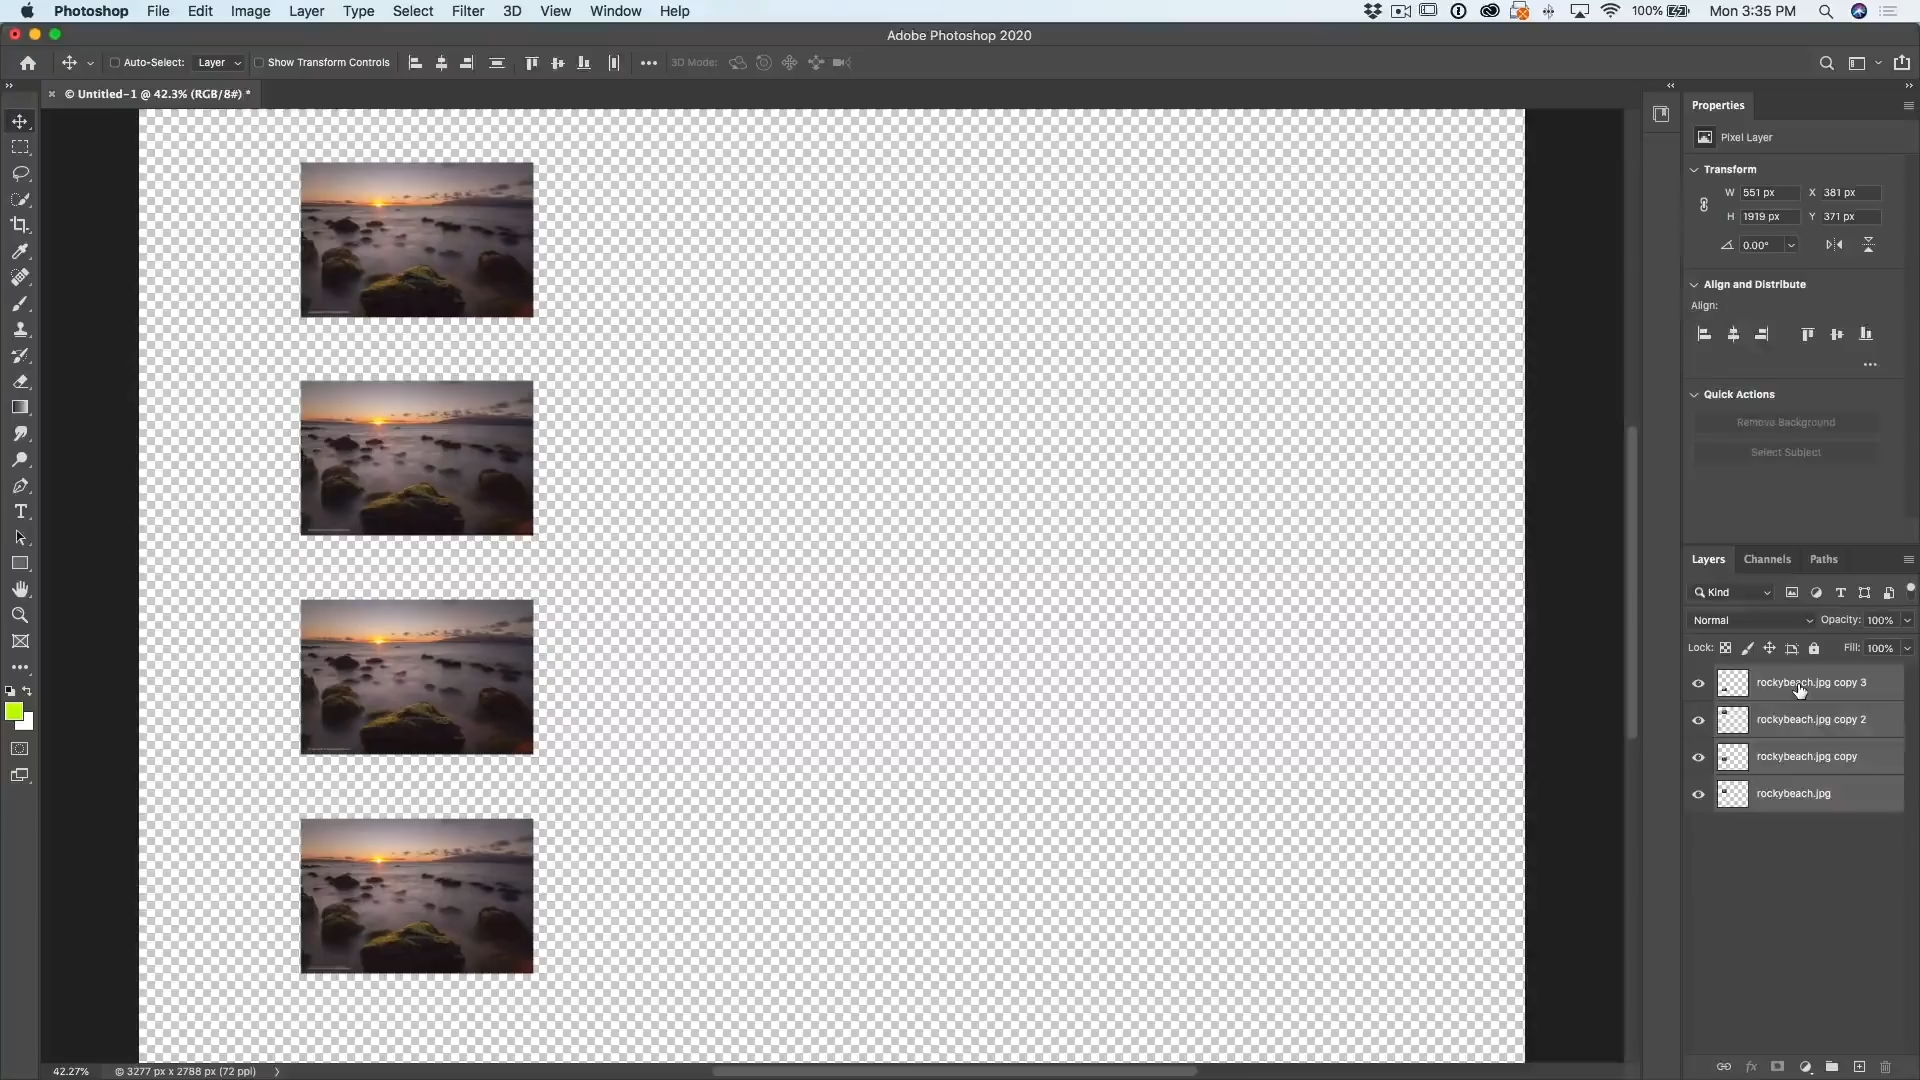 Photoshop File Edit Image Layer Type Select Filter 3D View Window Help 100% Mon 3:35 PM
Adobe Photoshop 2020
Auto-Select: Layer Show Transform Controls 3D Mode:
© Untitled-1 @ 42.3% (RGB/8#) *
Properties
Pixel Layer
Transform
W 551 px X 381 px
H 1919 px Y 371 px
0.00°
Align and Distribute
Align:
Quick Actions
Remove Background
Select Subject
Layers Channels Paths
Kind
Normal Opacity: 100%
Lock: Fill: 100%
rockybeach.jpg copy 3
rockybeach.jpg copy 2
rockybeach.jpg copy
rockybeach.jpg
42.27% © 3277 px x 2788 px (72 ppi)